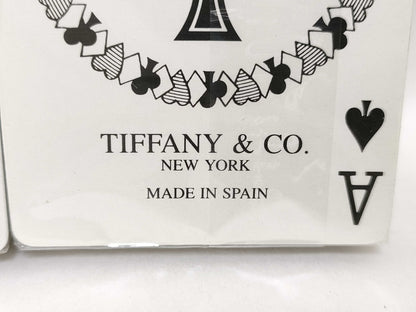 TIFFANY & CO.
NEW YORK
MADE IN SPAIN
A